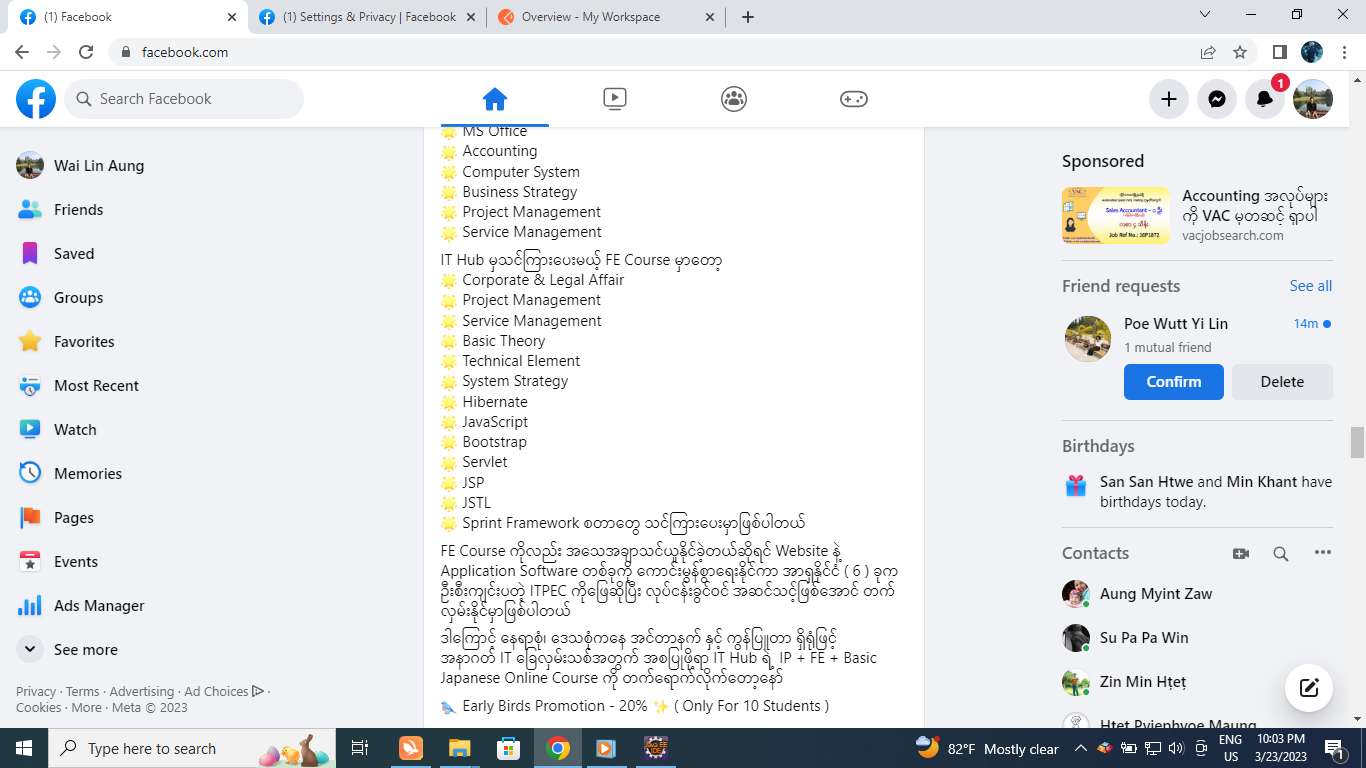 (1) Facebook
(1) Settings & Privacy | Facebook
Overview - My Workspace
facebook.com
Search Facebook
1
Wai Lin Aung
Friends
Saved
Groups
Favorites
Most Recent
Watch
Memories
Pages
Events
Ads Manager
See more
Privacy · Terms · Advertising · Ad Choices ·
Cookies · More · Meta © 2023
MS Office
Accounting
Computer System
Business Strategy
Project Management
Service Management
IT Hub မှသင်ကြားပေးမယ့် FE Course မှာတော့
Corporate & Legal Affair
Project Management
Service Management
Basic Theory
Technical Element
System Strategy
Hibernate
JavaScript
Bootstrap
Servlet
JSP
JSTL
Sprint Framework စတာတွေ သင်ကြားပေးမှာဖြစ်ပါတယ်
FE Course ကိုလည်း အသေအချာသင်ယူနိုင်ခဲ့တယ်ဆိုရင် Website နဲ့
Application Software တစ်ခုကို ကောင်းမွန်စွာရေးနိုင်ကာ အာရှနိုင်ငံ ( 6 ) ခုက
ဦးစီးကျင်းပတဲ့ ITPEC ကိုဖြေဆိုပြီး လုပ်ငန်းခွင်ဝင် အဆင်သင့်ဖြစ်အောင် တက်
လှမ်းနိုင်မှာဖြစ်ပါတယ်
ဒါကြောင့် နေရာစုံ၊ ဒေသစုံကနေ အင်တာနက် နှင့် ကွန်ပြူတာ ရှိရုံဖြင့်
အနာဂတ် IT ခြေလှမ်းသစ်အတွက် အစပြုဖို့ရာ IT Hub ရဲ့ IP + FE + Basic
Japanese Online Course ကို တက်ရောက်လိုက်တော့နော်
Early Birds Promotion - 20% ✨ ( Only For 10 Students )
Sponsored
Sales Accountant - ၁ ဦး
Job Ref No.: 16P1872
Accounting အလုပ်များ
ကို VAC မှတဆင့် ရှာပါ
vacjobsearch.com
Friend requests
See all
Poe Wutt Yi Lin
14m
1 mutual friend
Confirm
Delete
Birthdays
San San Htwe and Min Khant have
birthdays today.
Contacts
Aung Myint Zaw
Su Pa Pa Win
Zin Min Hţeţ
Htet Pyiephyoe Maung
Type here to search
82°F Mostly clear
ENG
US
10:03 PM
3/23/2023
1